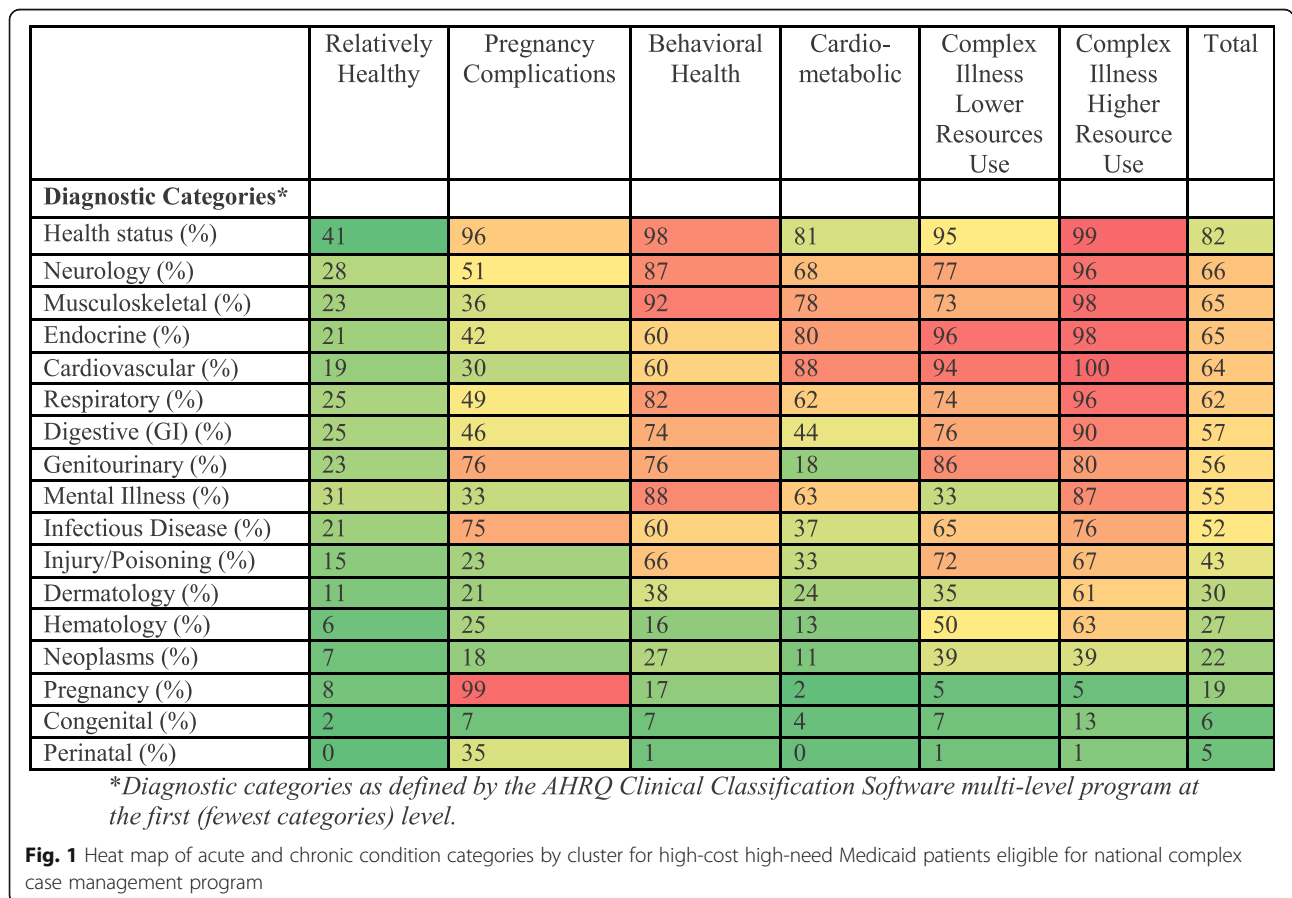 Relatively Healthy | Pregnancy Complications | Behavioral Health | Cardio-metabolic | Complex Illness Lower Resources Use | Complex Illness Higher Resource Use | Total
Diagnostic Categories*
Health status (%) 41 96 98 81 95 99 82
Neurology (%) 28 51 87 68 77 96 66
Musculoskeletal (%) 23 36 92 78 73 98 65
Endocrine (%) 21 42 60 80 96 98 65
Cardiovascular (%) 19 30 60 88 94 100 64
Respiratory (%) 25 49 82 62 74 96 62
Digestive (GI) (%) 25 46 74 44 76 90 57
Genitourinary (%) 23 76 76 18 86 80 56
Mental Illness (%) 31 33 88 63 33 87 55
Infectious Disease (%) 21 75 60 37 65 76 52
Injury/Poisoning (%) 15 23 66 33 72 67 43
Dermatology (%) 11 21 38 24 35 61 30
Hematology (%) 6 25 16 13 50 63 27
Neoplasms (%) 7 18 27 11 39 39 22
Pregnancy (%) 8 99 17 2 5 5 19
Congenital (%) 2 7 7 4 7 13 6
Perinatal (%) 0 35 1 0 1 1 5
*Diagnostic categories as defined by the AHRQ Clinical Classification Software multi-level program at
the first (fewest categories) level.
Fig. 1 Heat map of acute and chronic condition categories by cluster for high-cost high-need Medicaid patients eligible for national complex
case management program